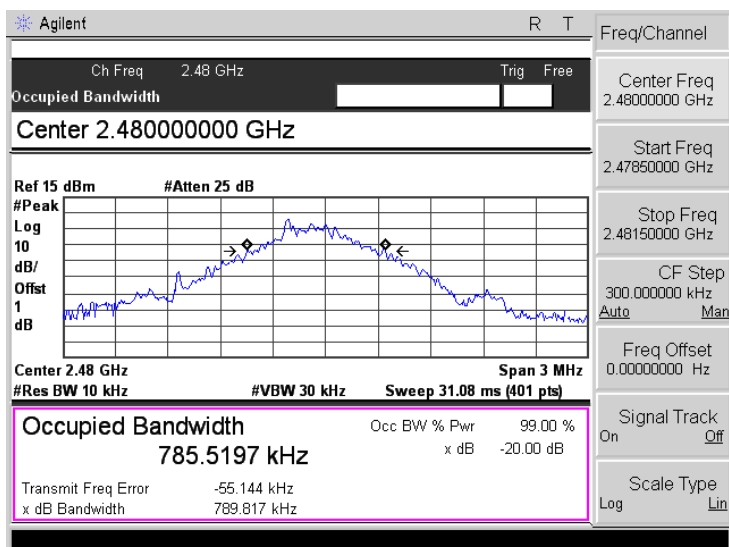 Agilent R T
Freq/Channel
Ch Freq 2.48 GHz Trig Free
Occupied Bandwidth
Center 2.480000000 GHz
Ref 15 dBm #Atten 25 dB
#Peak
Log
10
dB/
Offst
1
dB
Center 2.48 GHz Span 3 MHz
#Res BW 10 kHz #VBW 30 kHz Sweep 31.08 ms (401 pts)
Occupied Bandwidth Occ BW % Pwr 99.00 %
785.5197 kHz x dB -20.00 dB
Transmit Freq Error -55.144 kHz
x dB Bandwidth 789.817 kHz
Center Freq
2.48000000 GHz
Start Freq
2.47850000 GHz
Stop Freq
2.48150000 GHz
CF Step
300.000000 kHz
Auto Man
Freq Offset
0.00000000 Hz
Signal Track
On Off
Scale Type
Log Lin